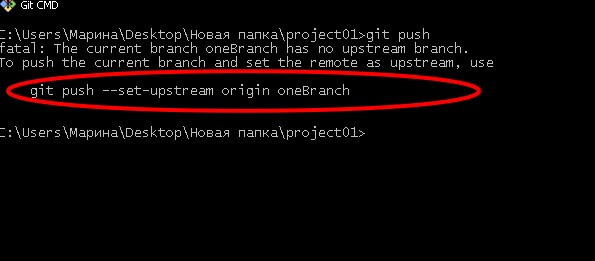 Git CMD
C:\Users\Марина\Desktop\Новая папка\project01>git push
fatal: The current branch oneBranch has no upstream branch.
To push the current branch and set the remote as upstream, use
git push --set-upstream origin oneBranch
C:\Users\Марина\Desktop\Новая папка\project01>